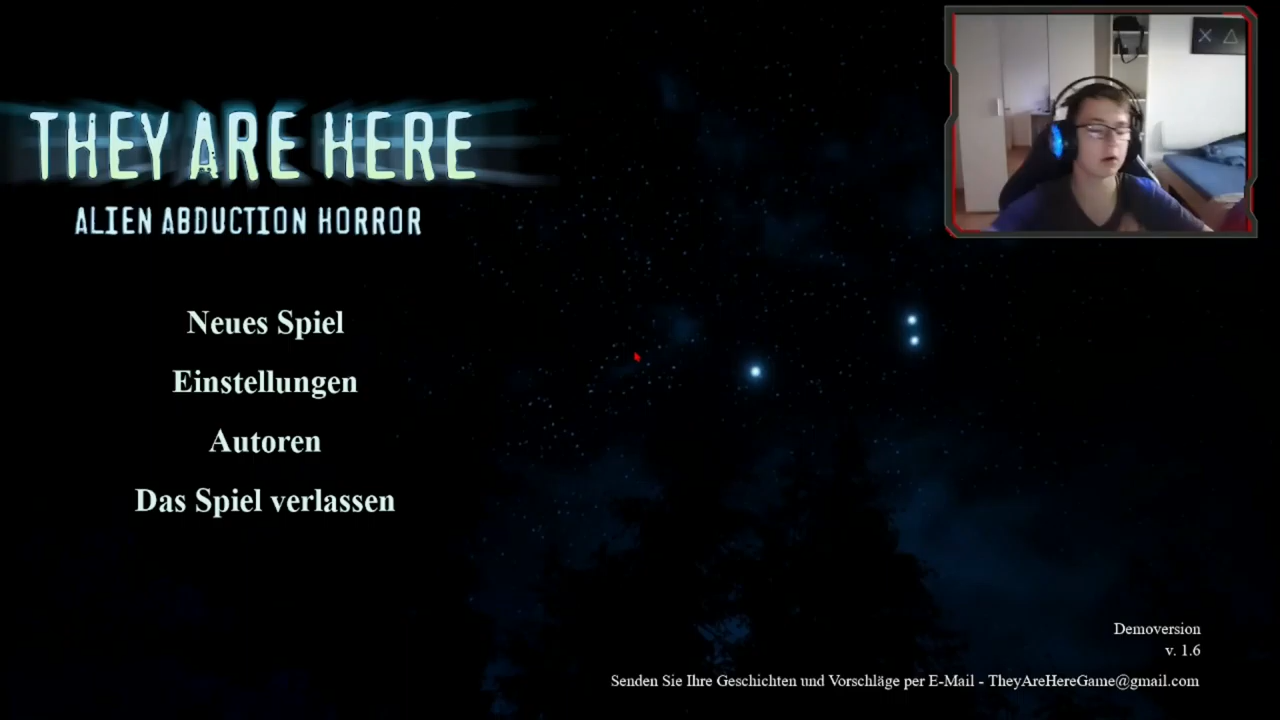 THEY ARE HERE
ALIEN ABDUCTION HORROR
Neues Spiel
Einstellungen
Autoren
Das Spiel verlassen
Demoversion
v. 1.6
Senden Sie Ihre Geschichten und Vorschläge per E-Mail - TheyAreHereGame@gmail.com